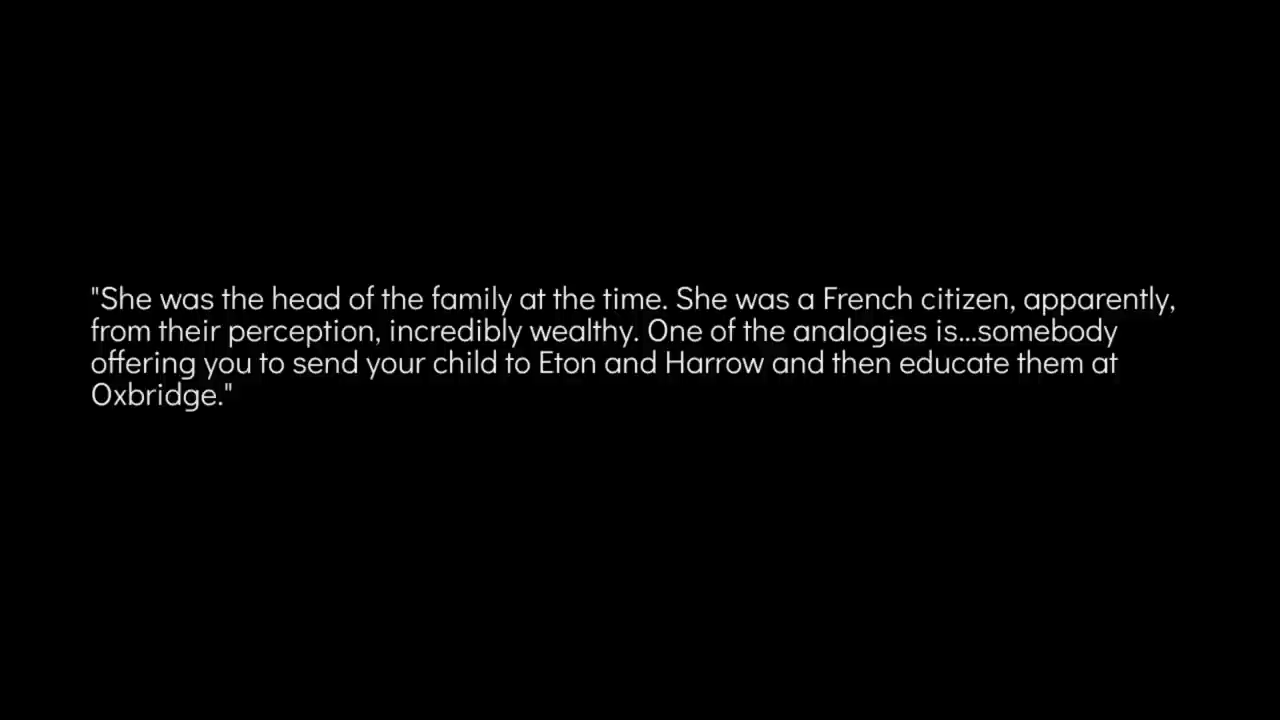 "She was the head of the family at the time. She was a French citizen, apparently,
from their perception, incredibly wealthy. One of the analogies is...somebody
offering you to send your child to Eton and Harrow and then educate them at
Oxbridge."